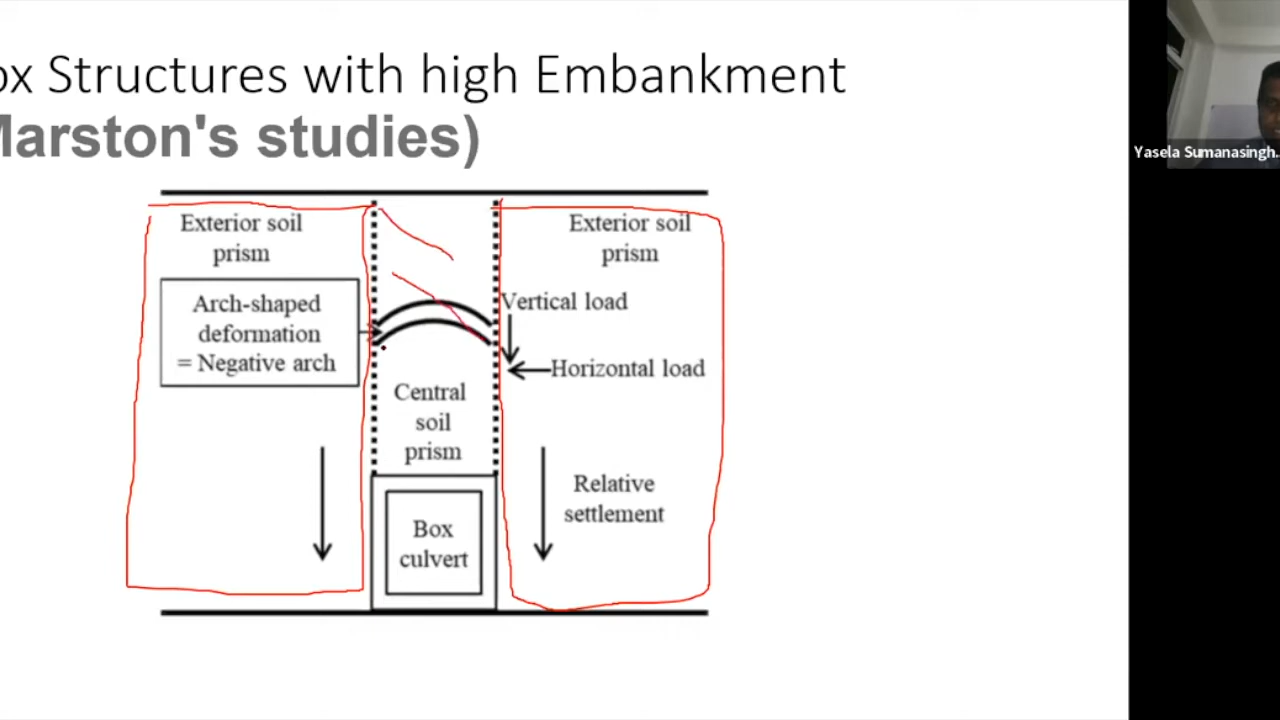 ox Structures with high Embankment
Marston's studies)
Yasela Sumanasingh...
Exterior soil
prism
Exterior soil
prism
Arch-shaped
deformation
= Negative arch
Vertical load
Horizontal load
Central
soil
prism
Relative
settlement
Box
culvert